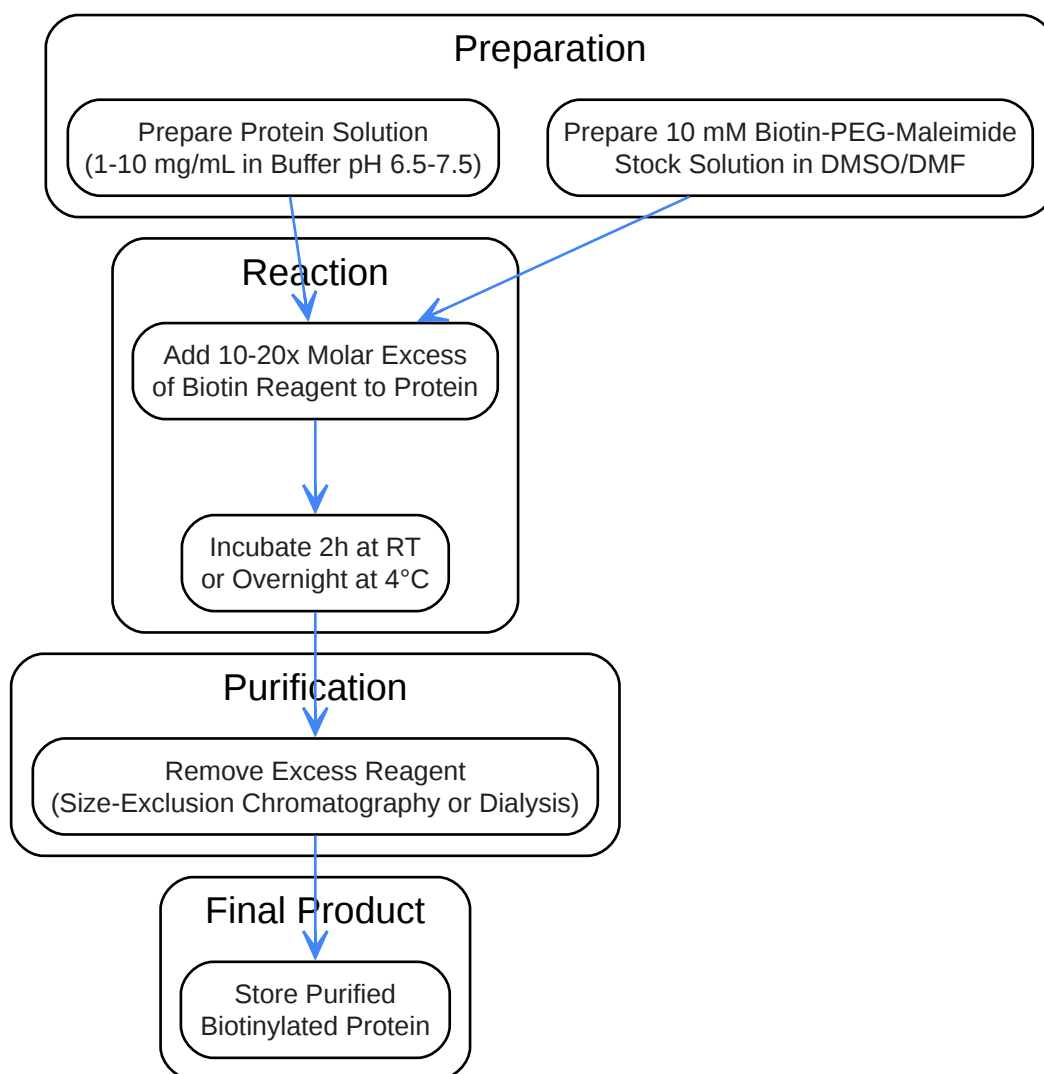 Preparation
Prepare Protein Solution
(1-10 mg/mL in Buffer pH 6.5-7.5)
Prepare 10 mM Biotin-PEG-Maleimide
Stock Solution in DMSO/DMF
Reaction
Add 10-20x Molar Excess
of Biotin Reagent to Protein
Incubate 2h at RT
or Overnight at 4°C
Purification
Remove Excess Reagent
(Size-Exclusion Chromatography or Dialysis)
Final Product
Store Purified
Biotinylated Protein